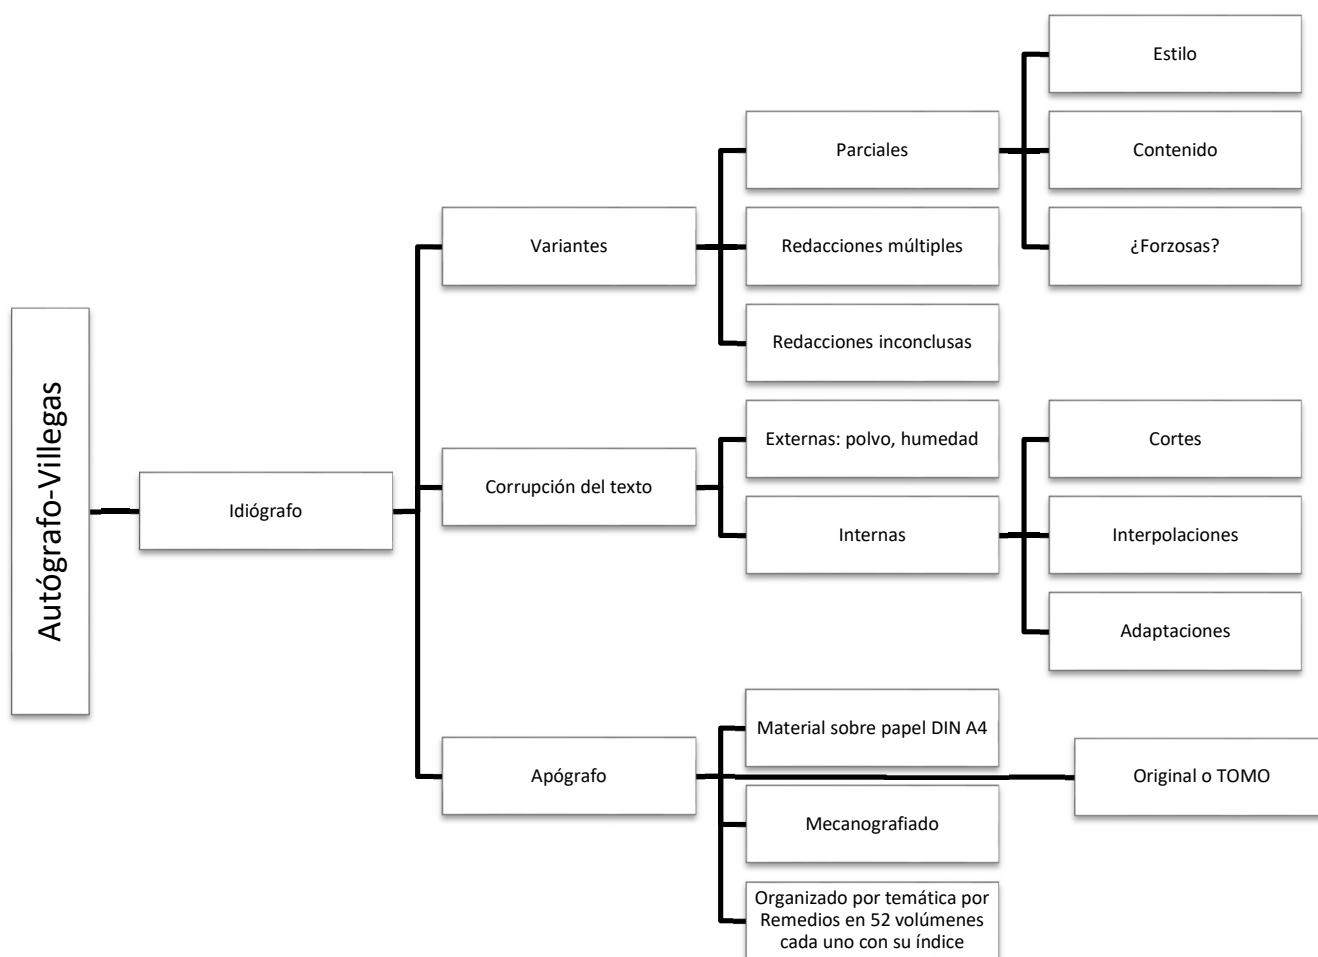 Autógrafo-Villegas
Idiógrafo
Variantes
Parciales
Estilo
Contenido
¿Forzosas?
Redacciones múltiples
Redacciones inconclusas
Corrupción del texto
Externas: polvo, humedad
Internas
Cortes
Interpolaciones
Adaptaciones
Apógrafo
Material sobre papel DIN A4
Original o TOMO
Mecanografiado
Organizado por temática por
Remedios en 52 volúmenes
cada uno con su índice